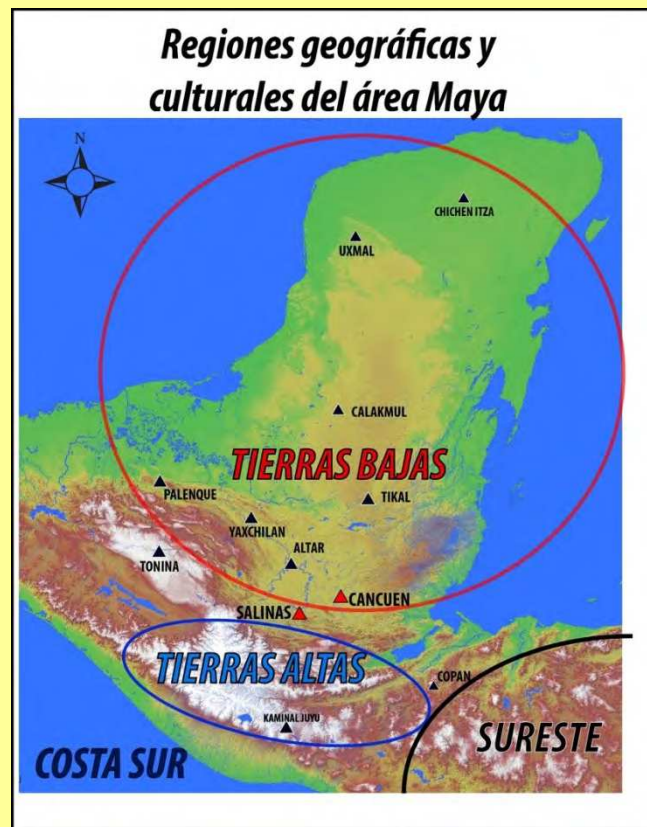 Regiones geográficas y
culturales del área Maya
N
CHICHEN ITZA
UXMAL
CALAKMUL
TIERRAS BAJAS
PALENQUE
TIKAL
YAXCHILAN
ALTAR
TONINA
CANCUEN
SALINAS
TIERRAS ALTAS
COPAN
KAMINAL JUYU
SURESTE
COSTA SUR